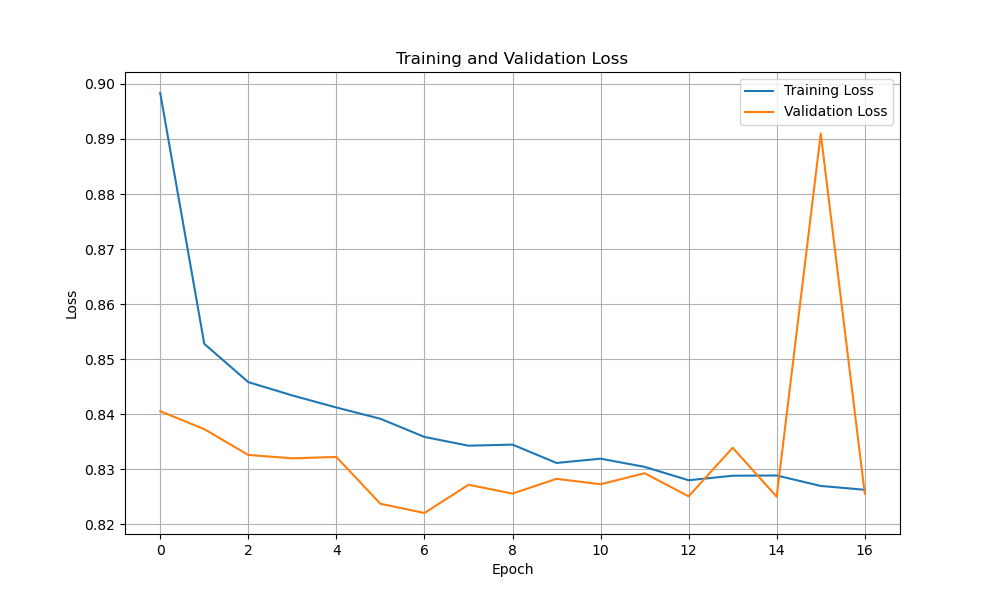 Training and Validation Loss
Training Loss
Validation Loss
0.90
0.89
0.88
0.87
0.86
0.85
0.84
0.83
0.82
Loss
0 2 4 6 8 10 12 14 16
Epoch